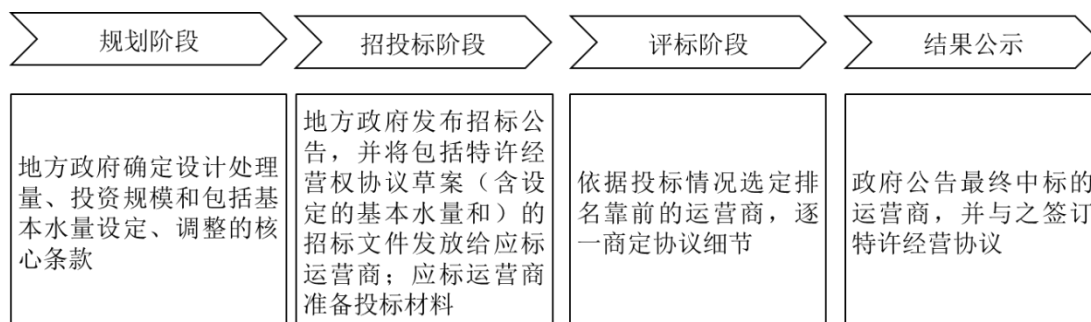 规划阶段
招投标阶段
评标阶段
结果公示
地方政府确定设计处理
量、投资规模和包括基
本水量设定、调整的核
心条款
地方政府发布招标公
告，并将包括特许经
营权协议草案（含设
定的基本水量和）的
招标文件发放给应标
运营商；应标运营商
准备投标材料
依据投标情况选定排
名靠前的运营商，逐
一商定协议细节
政府公告最终中标的
运营商，并与之签订
特许经营协议